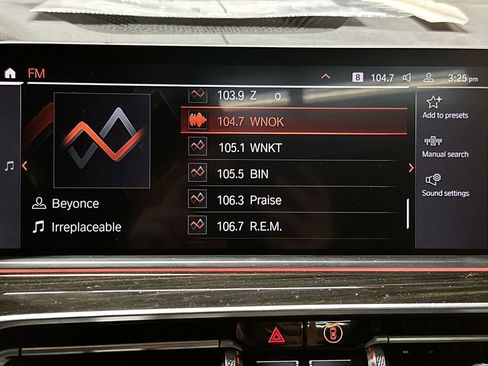 FM
B 104.7 3:25 pm
103.9 Z o
104.7 WNOK
105.1 WNKT
105.5 BIN
106.3 Praise
106.7 R.E.M.
Beyonce
Irreplaceable
Add to presets
Manual search
Sound settings